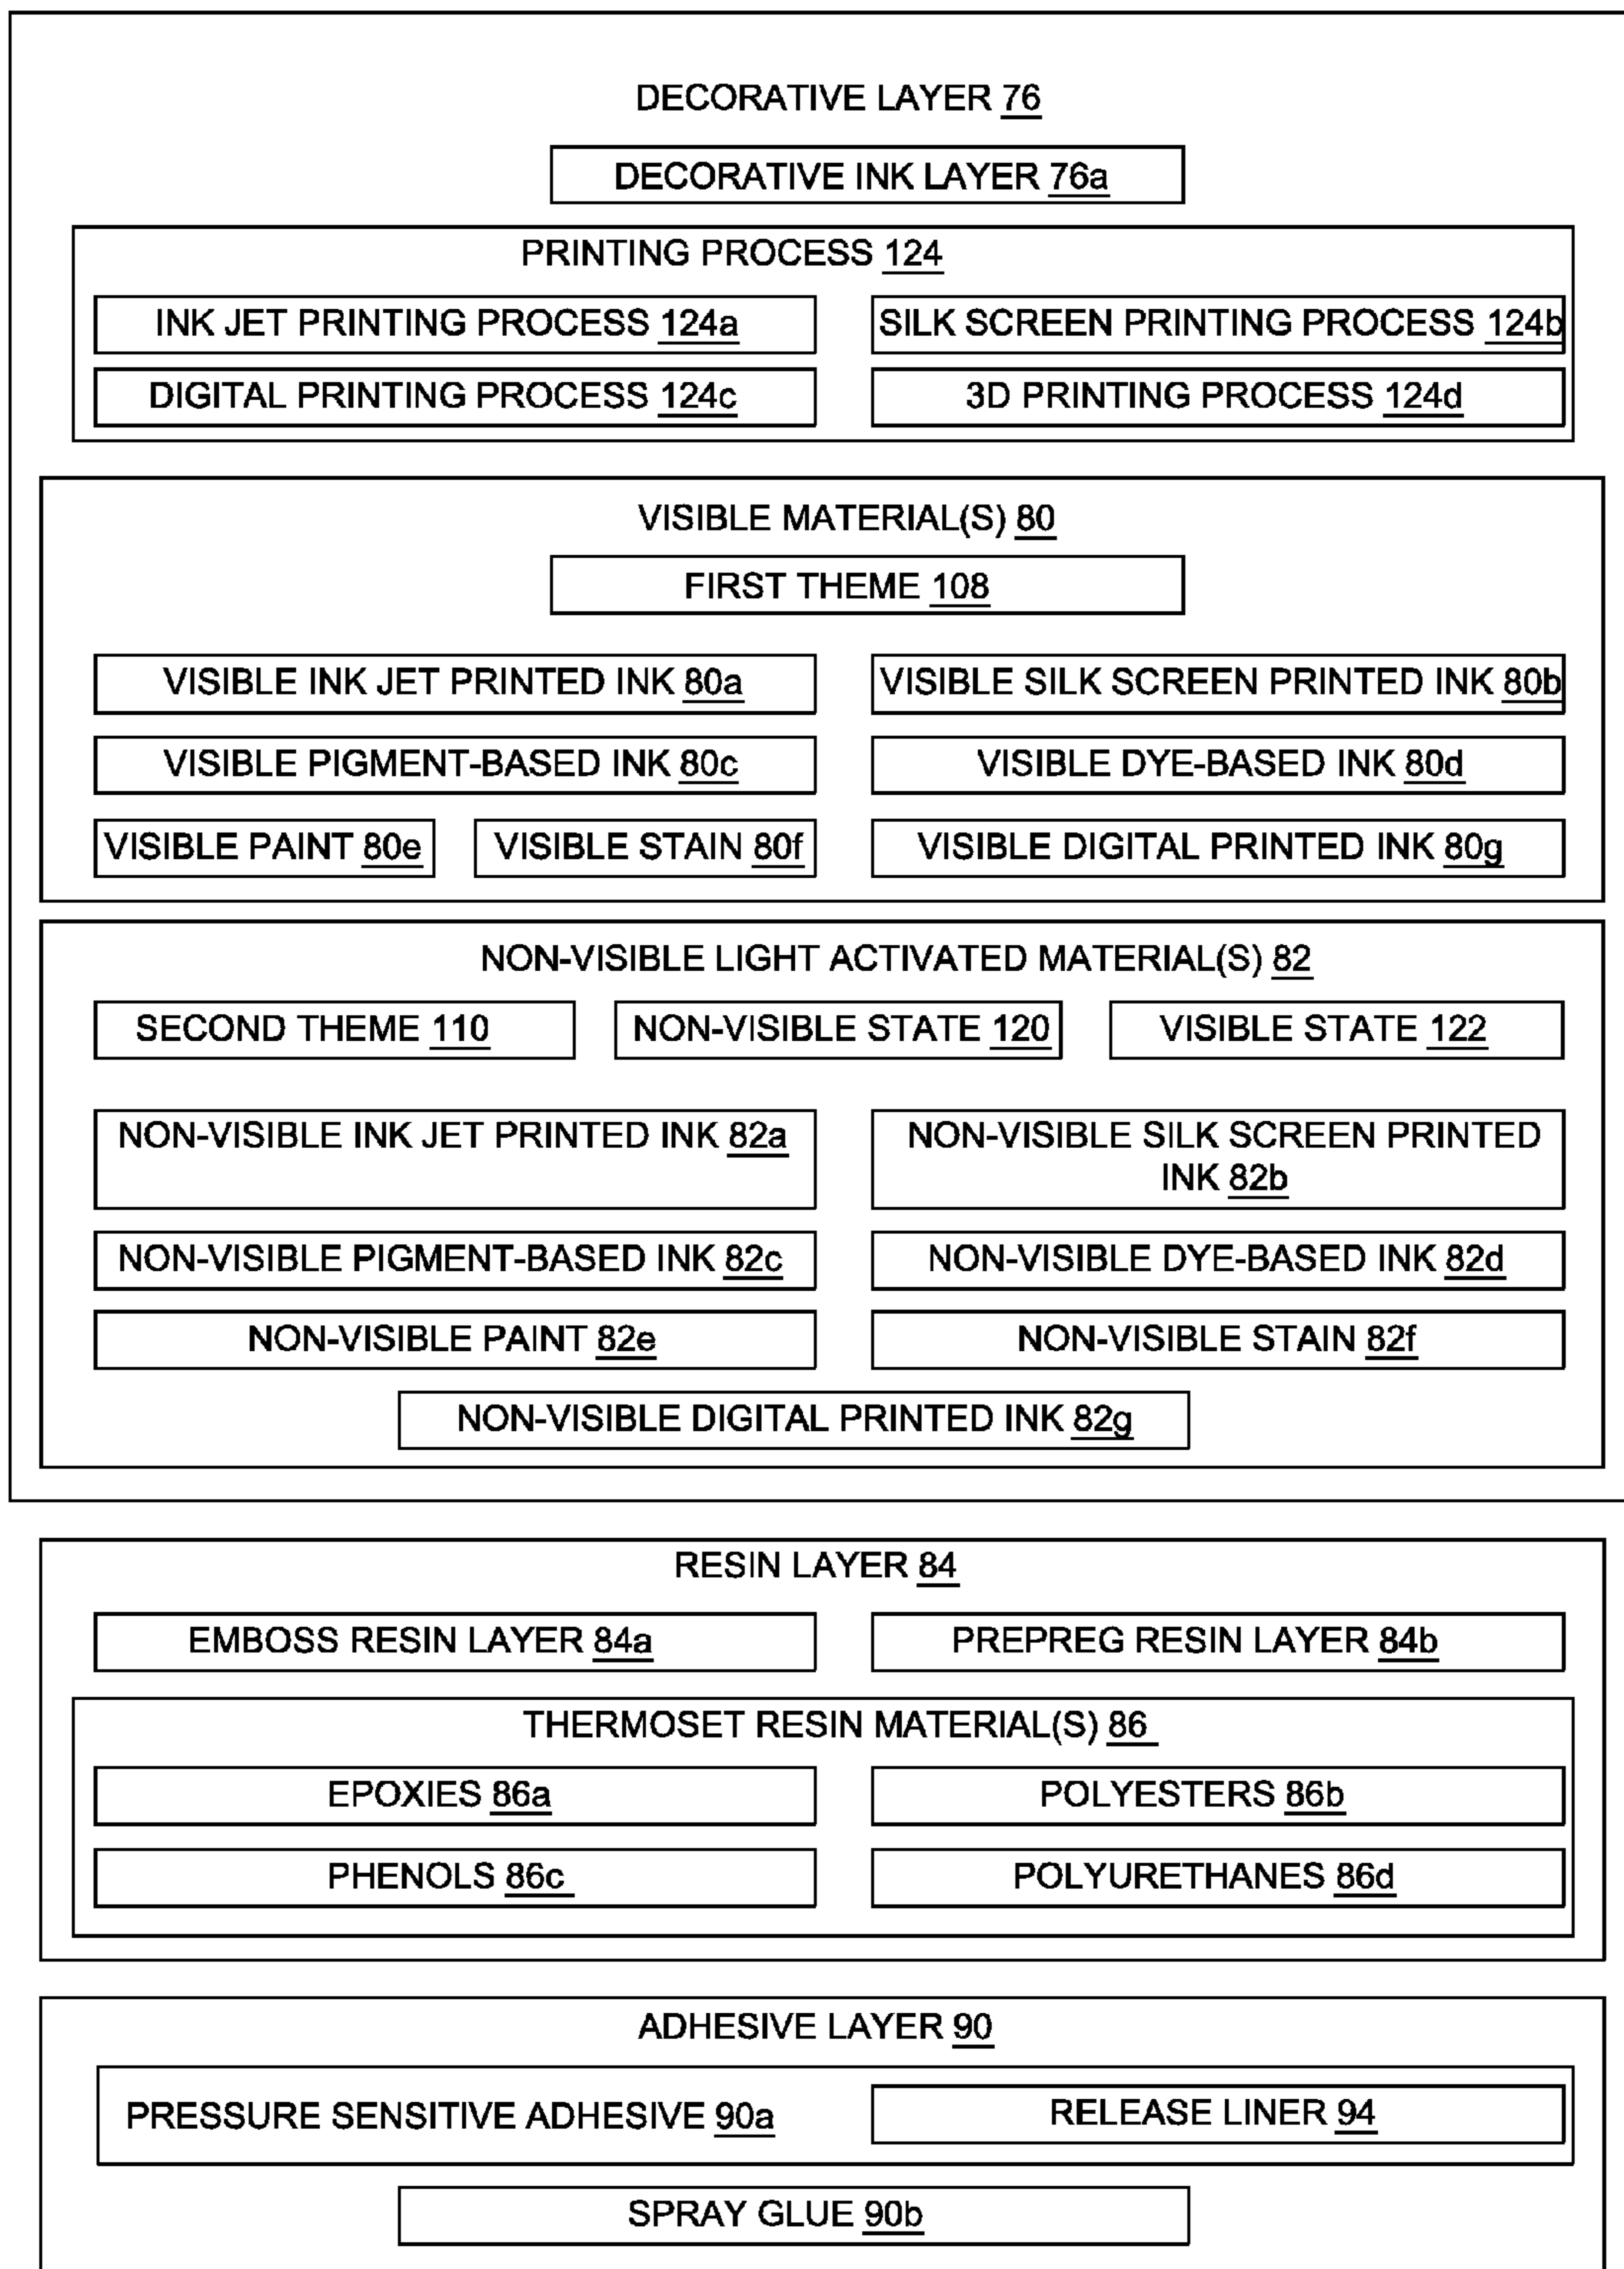 DECORATIVE LAYER 76
DECORATIVE INK LAYER 76a
PRINTING PROCESS 124
INK JET PRINTING PROCESS 124a
SILK SCREEN PRINTING PROCESS 124b
DIGITAL PRINTING PROCESS 124c
3D PRINTING PROCESS 124d
VISIBLE MATERIAL(S) 80
FIRST THEME 108
VISIBLE INK JET PRINTED INK 80a
VISIBLE SILK SCREEN PRINTED INK 80b
VISIBLE PIGMENT-BASED INK 80c
VISIBLE DYE-BASED INK 80d
VISIBLE PAINT 80e
VISIBLE STAIN 80f
VISIBLE DIGITAL PRINTED INK 80g
NON-VISIBLE LIGHT ACTIVATED MATERIAL(S) 82
SECOND THEME 110
NON-VISIBLE STATE 120
VISIBLE STATE 122
NON-VISIBLE INK JET PRINTED INK 82a
NON-VISIBLE SILK SCREEN PRINTED
INK 82b
NON-VISIBLE PIGMENT-BASED INK 82c
NON-VISIBLE DYE-BASED INK 82d
NON-VISIBLE PAINT 82e
NON-VISIBLE STAIN 82f
NON-VISIBLE DIGITAL PRINTED INK 82g
RESIN LAYER 84
EMBOSS RESIN LAYER 84a
PREPREG RESIN LAYER 84b
THERMOSET RESIN MATERIAL(S) 86
EPOXIES 86a
POLYESTERS 86b
PHENOLS 86c
POLYURETHANES 86d
ADHESIVE LAYER 90
PRESSURE SENSITIVE ADHESIVE 90a
RELEASE LINER 94
SPRAY GLUE 90b